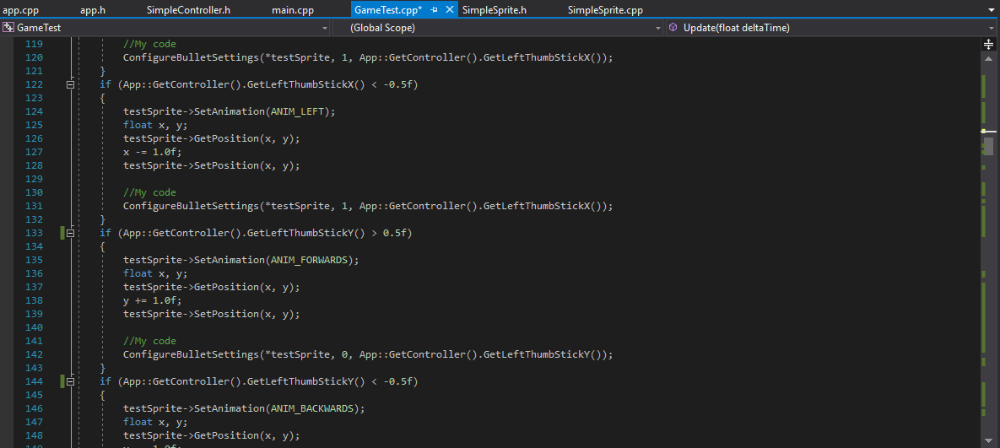 app.cpp app.h SimpleController.h main.cpp GameTest.cpp* SimpleSprite.h SimpleSprite.cpp
GameTest (Global Scope) Update(float deltaTime)
119 //My code
120 ConfigureBulletSettings(*testSprite, 1, App::GetController().GetLeftThumbStickX());
121 }
122 if (App::GetController().GetLeftThumbStickX() < -0.5f)
123 {
124 testSprite->SetAnimation(ANIM_LEFT);
125 float x, y;
126 testSprite->GetPosition(x, y);
127 x -= 1.0f;
128 testSprite->SetPosition(x, y);
129
130 //My code
131 ConfigureBulletSettings(*testSprite, 1, App::GetController().GetLeftThumbStickX());
132 }
133 if (App::GetController().GetLeftThumbStickY() > 0.5f)
134 {
135 testSprite->SetAnimation(ANIM_FORWARDS);
136 float x, y;
137 testSprite->GetPosition(x, y);
138 y += 1.0f;
139 testSprite->SetPosition(x, y);
140
141 //My code
142 ConfigureBulletSettings(*testSprite, 0, App::GetController().GetLeftThumbStickY());
143 }
144 if (App::GetController().GetLeftThumbStickY() < -0.5f)
145 {
146 testSprite->SetAnimation(ANIM_BACKWARDS);
147 float x, y;
148 testSprite->GetPosition(x, y);